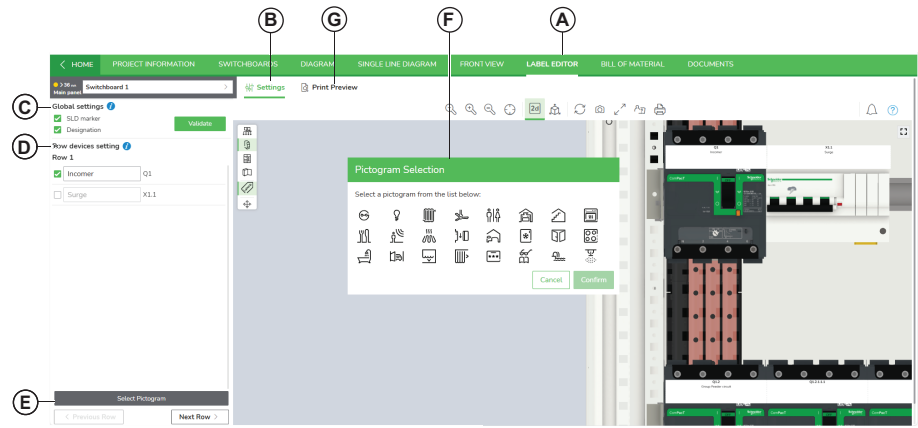 B G F A
HOME PROJECT INFORMATION SWITCHBOARDS DIAGRAM SINGLE LINE DIAGRAM FRONT VIEW LABEL EDITOR BILL OF MATERIAL DOCUMENTS
Main panel Switchboard 1
Settings Print Preview
C
Global settings
SLD marker
Designation
Validate
2d
D
Row devices setting
Row 1
Incomer Q1
Surge X1.1
Pictogram Selection
Select a pictogram from the list below:
Cancel Confirm
Q1
Incomer
X1.1
Surge
E
Select Pictogram
Previous Row Next Row